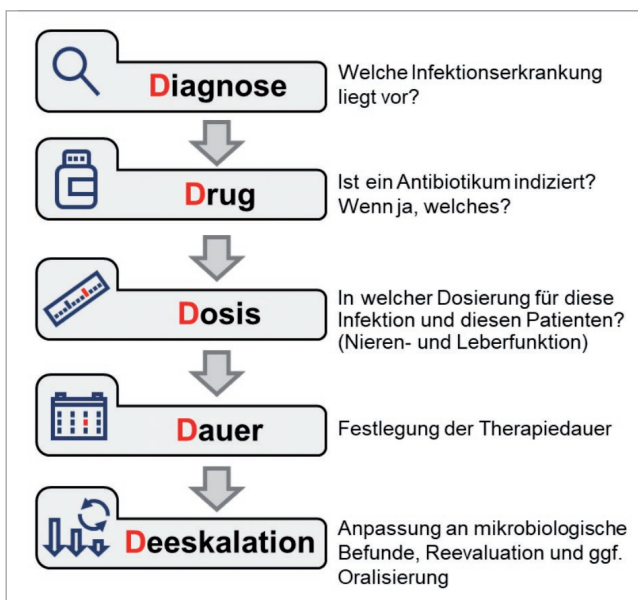 Diagnose
Welche Infektionserkrankung
liegt vor?
Drug
Ist ein Antibiotikum indiziert?
Wenn ja, welches?
Dosis
In welcher Dosierung für diese
Infektion und diesen Patienten?
(Nieren- und Leberfunktion)
Dauer
Festlegung der Therapiedauer
Deeskalation
Anpassung an mikrobiologische
Befunde, Reevaluation und ggf.
Oralisierung